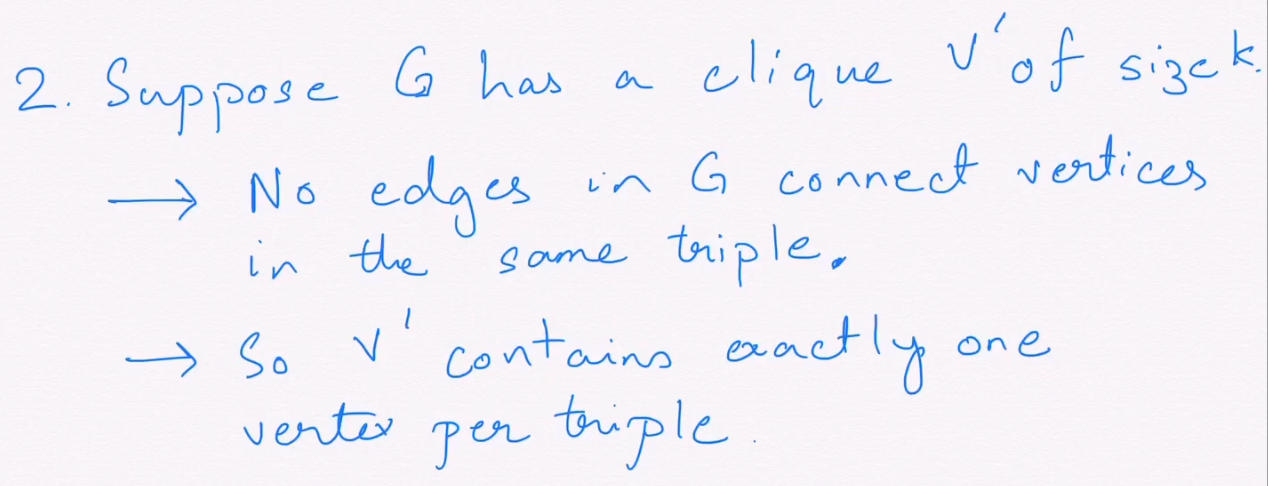 2. Suppose G has a clique V' of size k.
→ No edges in G connect vertices
in the same triple.
→ So V' contains exactly one
vertex per triple.